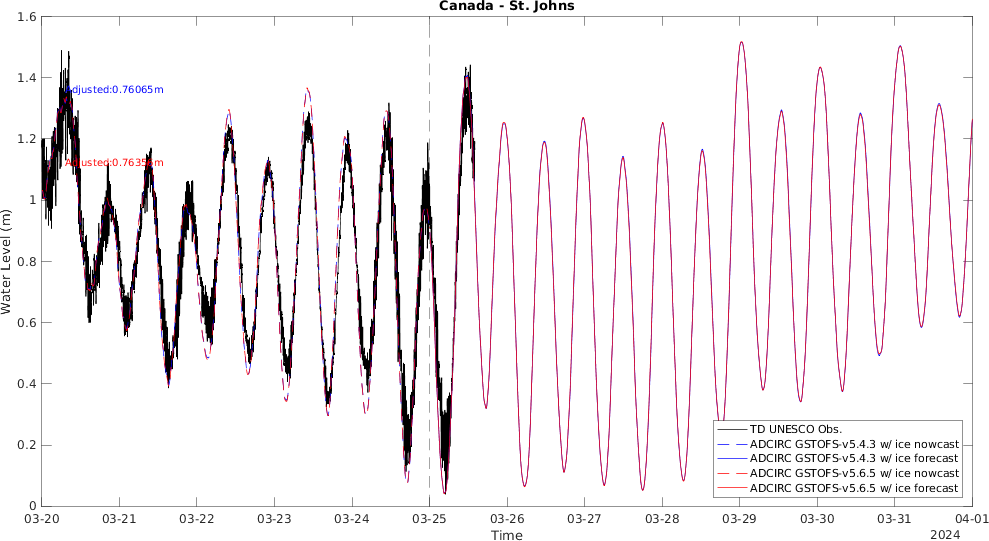 Canada - St. Johns
1.6
1.4
1.2
1
0.8
0.6
0.4
0.2
0
Water Level (m)
Adjusted:0.76065m
03-20
03-21
03-22
03-23
03-24
03-25
03-26
03-27
03-28
03-29
03-30
03-31
04-01
Time
2024
TD UNESCO Obs.
ADCIRC GSTOFS-v5.4.3 w/ ice nowcast
ADCIRC GSTOFS-v5.4.3 w/ ice forecast
ADCIRC GSTOFS-v5.6.5 w/ ice nowcast
ADCIRC GSTOFS-v5.6.5 w/ ice forecast